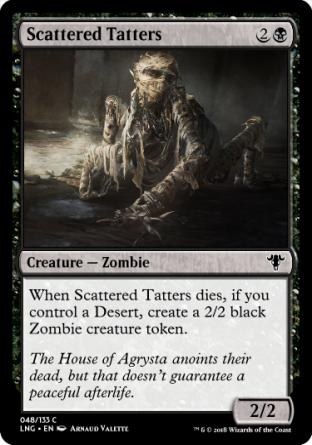 Scattered Tatters 2
Creature — Zombie
When Scattered Tatters dies, if you
control a Desert, create a 2/2 black
Zombie creature token.
The House of Agrysta anoints their
dead, but that doesn't guarantee a
peaceful afterlife.
2/2
048/133 C
LNG • EN Arnaud Valette
™ & © 2018 Wizards of the Coast